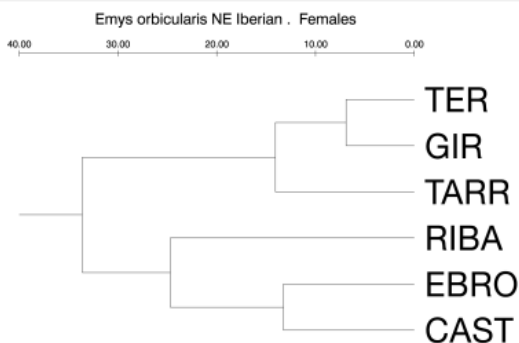 Emys orbicularis NE Iberian . Females
40.00 30.00 20.00 10.00 0.00
TER
GIR
TARR
RIBA
EBRO
CAST